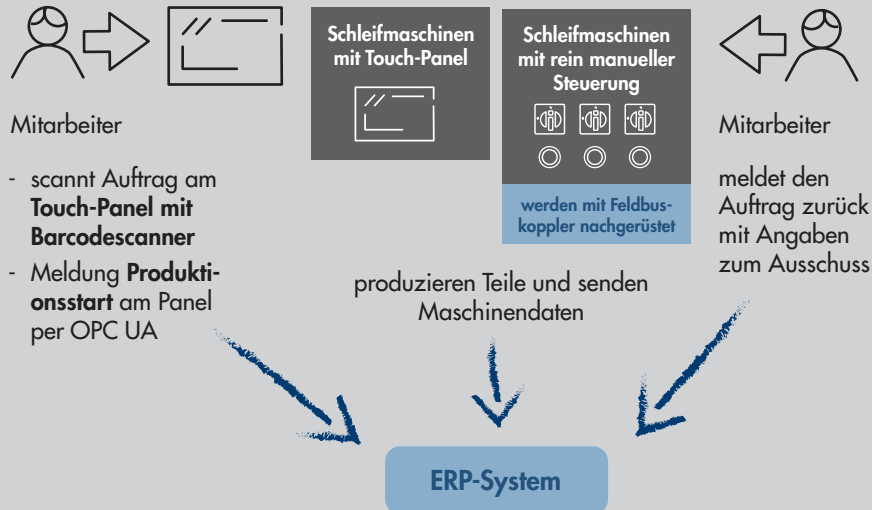 Mitarbeiter
- scannt Auftrag am
Touch-Panel mit
Barcodescanner
- Meldung Produkti-
onsstart am Panel
per OPC UA
Schleifmaschinen
mit Touch-Panel
Schleifmaschinen
mit rein manueller
Steuerung
werden mit Feldbus-
koppler nachgerüstet
produzieren Teile und senden
Maschinendaten
Mitarbeiter
meldet den
Auftrag zurück
mit Angaben
zum Ausschuss
ERP-System